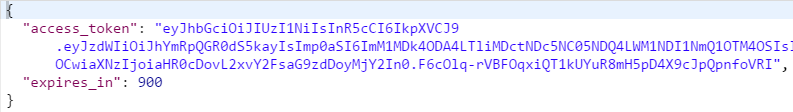 {
"access_token": "eyJhbGciOiJIUzI1NiIsInR5cCI6IkpXVCJ9
.eyJzdWIiOiJhYmRpQGR0dS5kayIsImp0aSI6ImM1MDk4ODA4LTliMDctNDc5NC05NDQ4LWM1NDI1NmQ1OTM4OSIsI
OCwiaXNzIjoiaHR0cDovL2xvY2FsaG9zdDoyMjY2In0.F6cOlq-rVBFOqxiQT1kUYuR8mH5pD4X9cJpQpnfoVRI",
"expires_in": 900
}